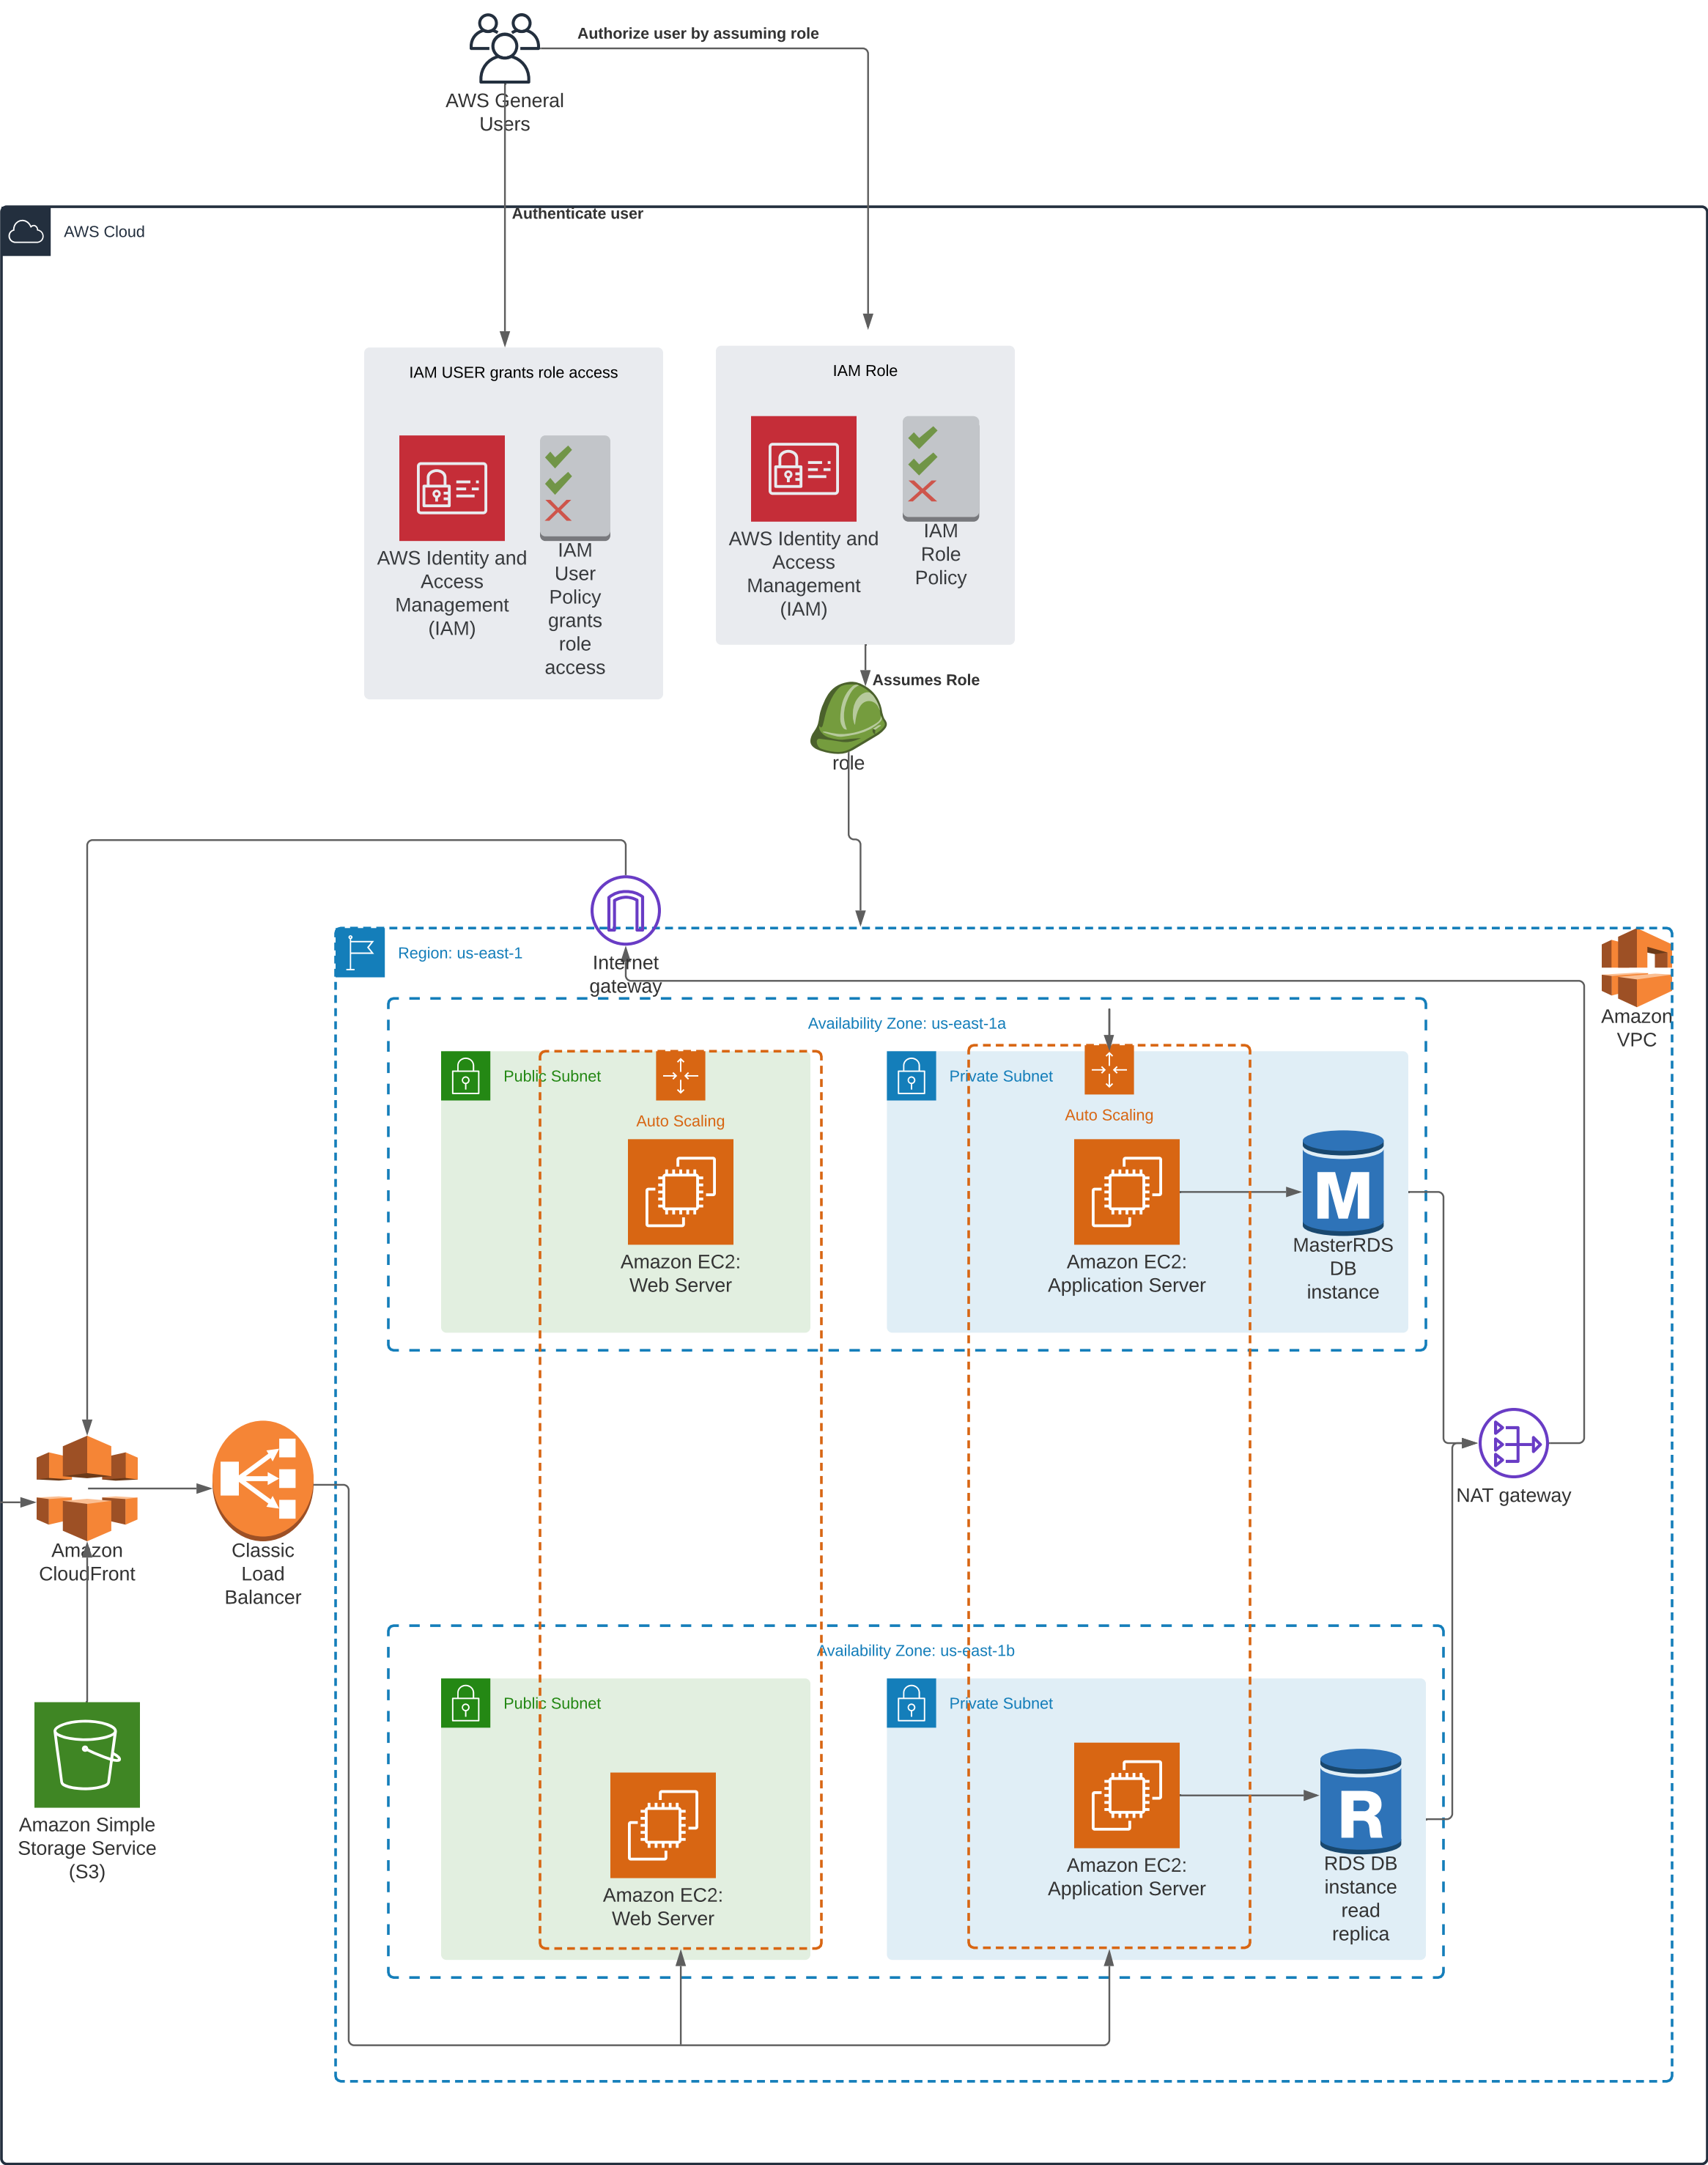 Authorize user by assuming role
AWS General
Users
Authenticate user
AWS Cloud
IAM USER grants role access
IAM Role
AWS Identity and
Access
Management
(IAM)
IAM
User
Policy
grants
role
access
AWS Identity and
Access
Management
(IAM)
IAM
Role
Policy
Assumes Role
role
Region: us-east-1
Internet
gateway
Amazon
VPC
Availability Zone: us-east-1a
Public Subnet
Auto Scaling
Amazon EC2:
Web Server
Private Subnet
Auto Scaling
Amazon EC2:
Application Server
M
MasterRDS
DB
instance
NAT gateway
Amazon
CloudFront
Classic
Load
Balancer
Availability Zone: us-east-1b
Public Subnet
Amazon EC2:
Web Server
Private Subnet
Amazon EC2:
Application Server
R
RDS DB
instance
read
replica
Amazon Simple
Storage Service
(S3)